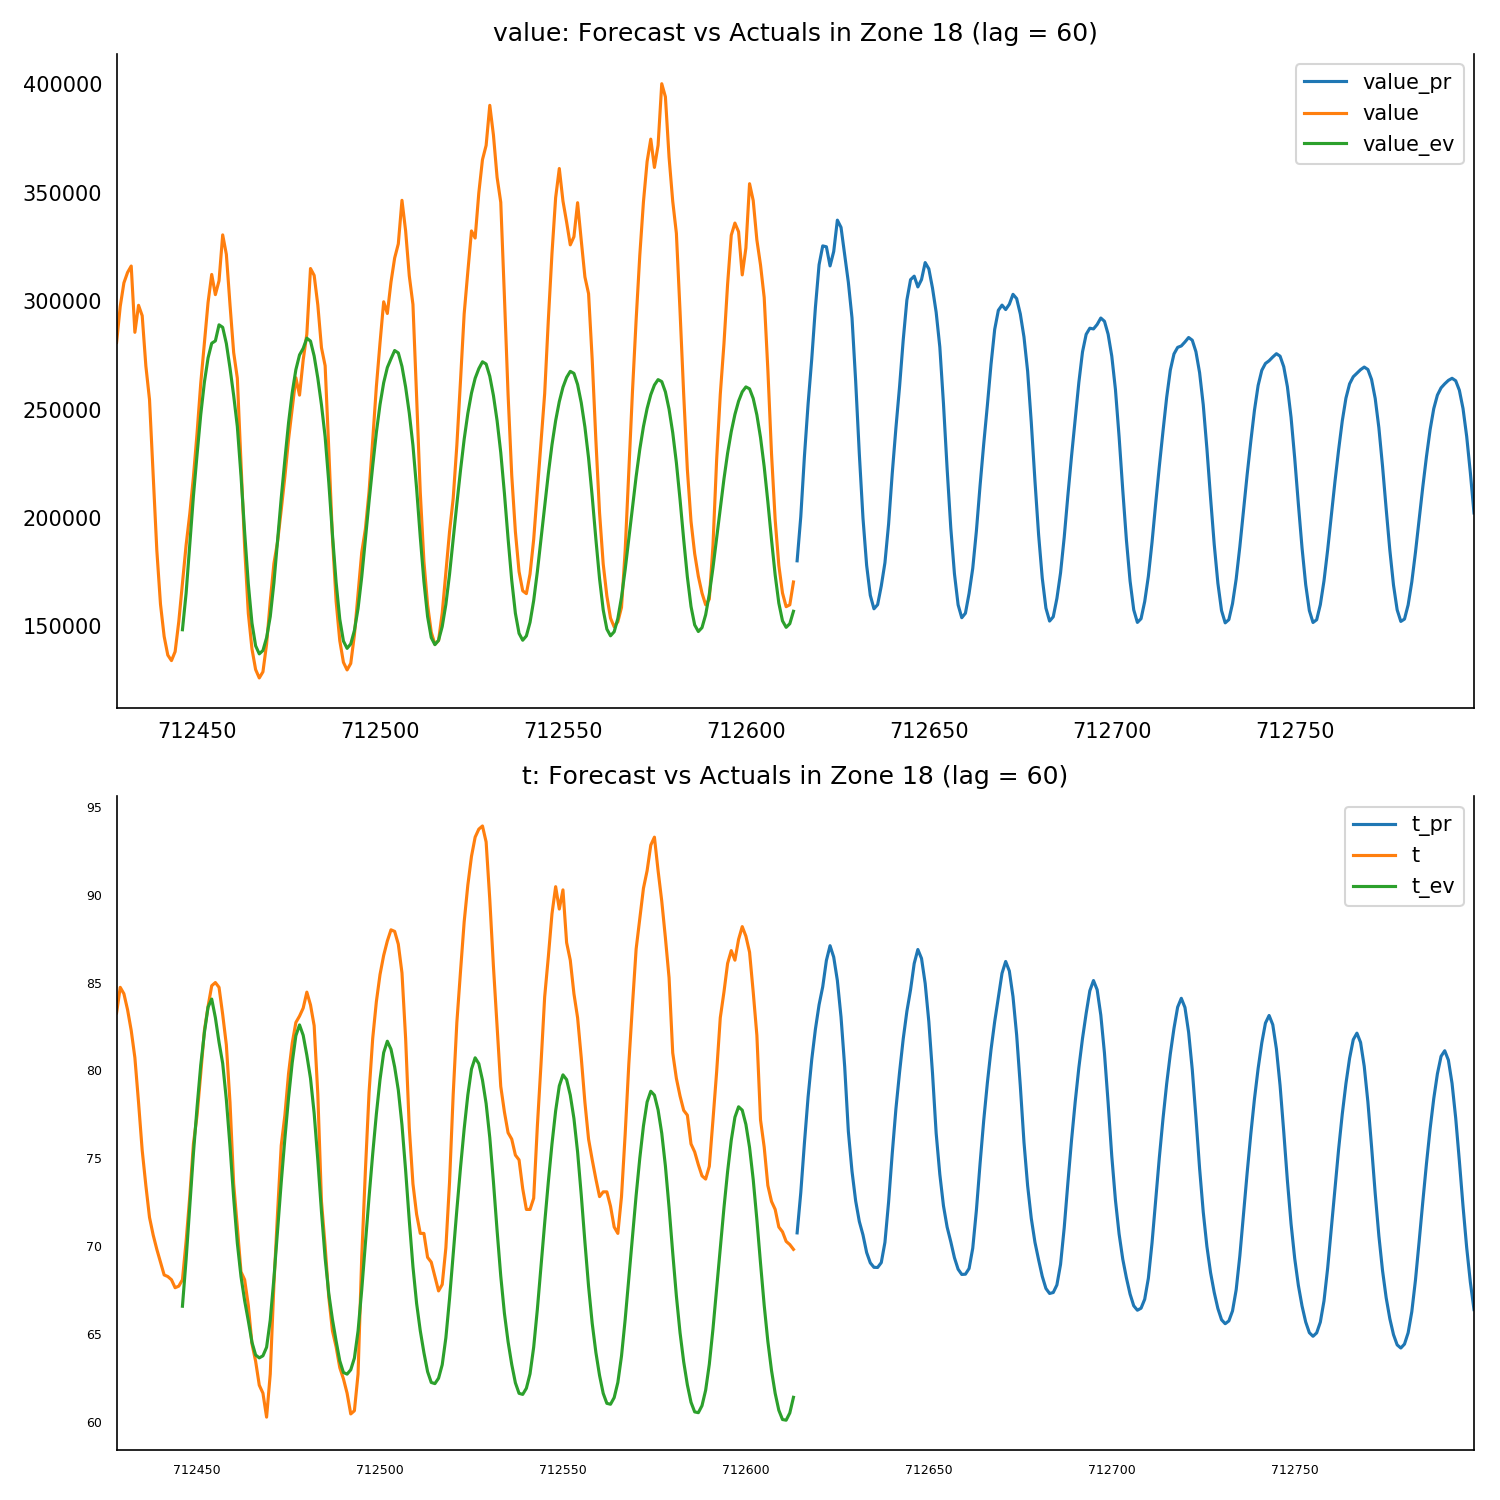 value: Forecast vs Actuals in Zone 18 (lag = 60)
400000
350000
300000
250000
200000
150000
value_pr
value
value_ev
712450 712500 712550 712600 712650 712700 712750
t: Forecast vs Actuals in Zone 18 (lag = 60)
95
90
85
80
75
70
65
60
t_pr
t
t_ev
712450 712500 712550 712600 712650 712700 712750